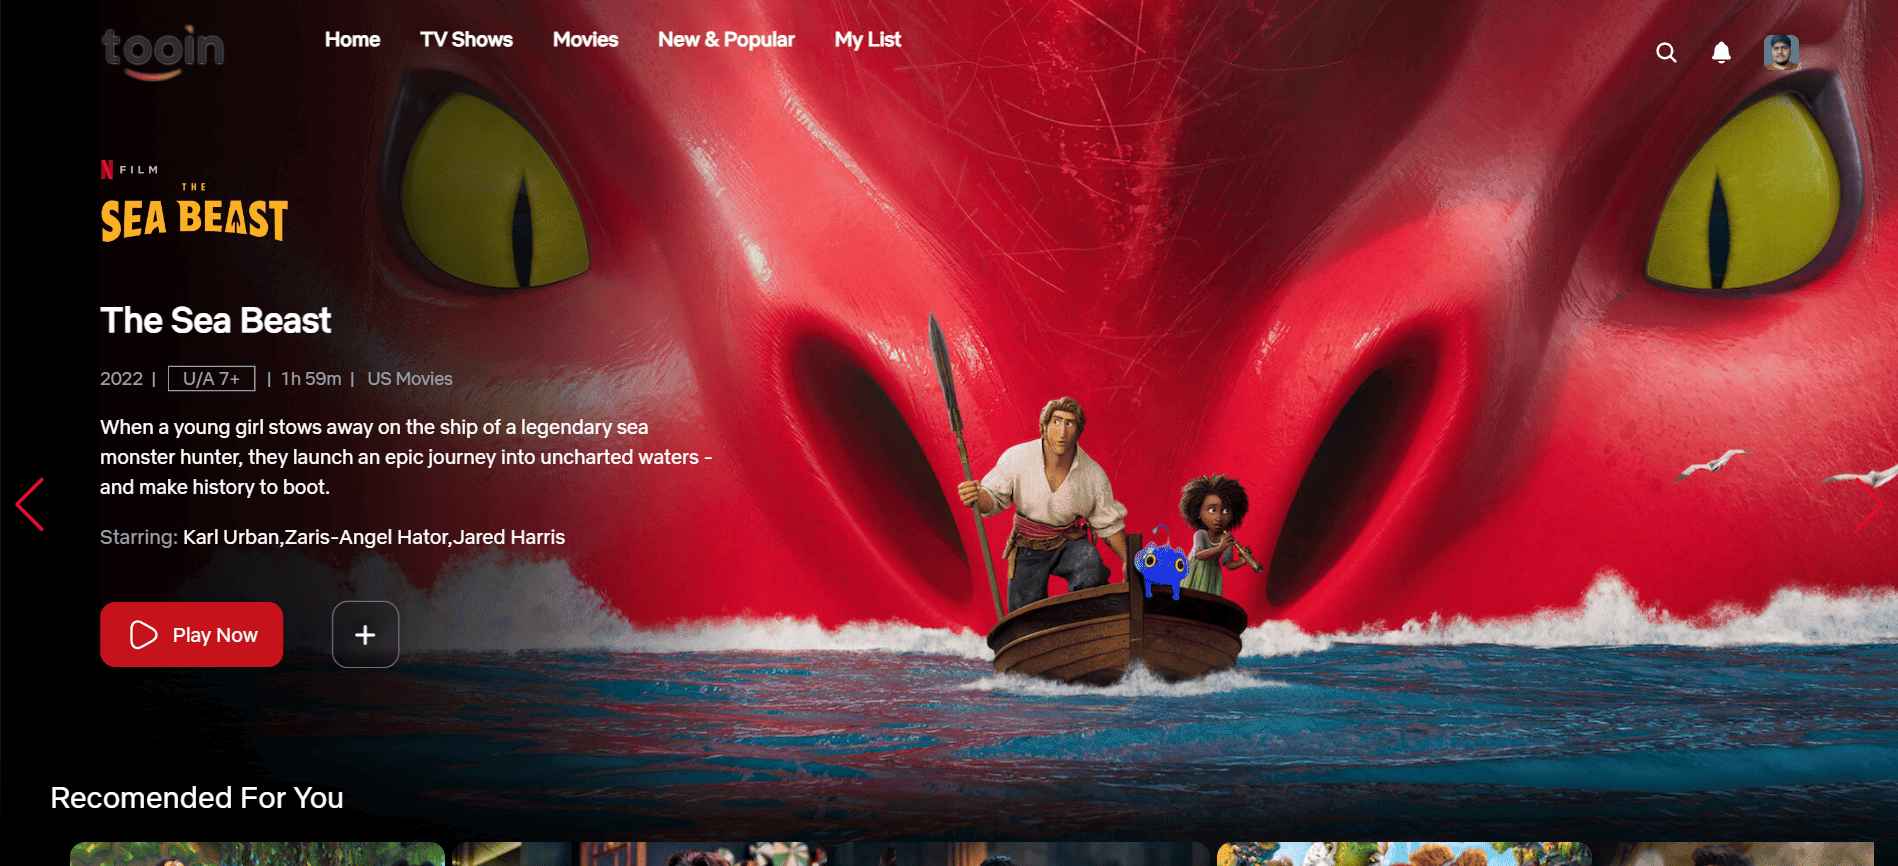 tooin
Home TV Shows Movies New & Popular My List
N FILM
THE
SEA BEAST
The Sea Beast
2022 | U/A 7+ | 1h 59m | US Movies
When a young girl stows away on the ship of a legendary sea
monster hunter, they launch an epic journey into uncharted waters -
and make history to boot.
Starring: Karl Urban,Zaris-Angel Hator,Jared Harris
Play Now +
Recomended For You